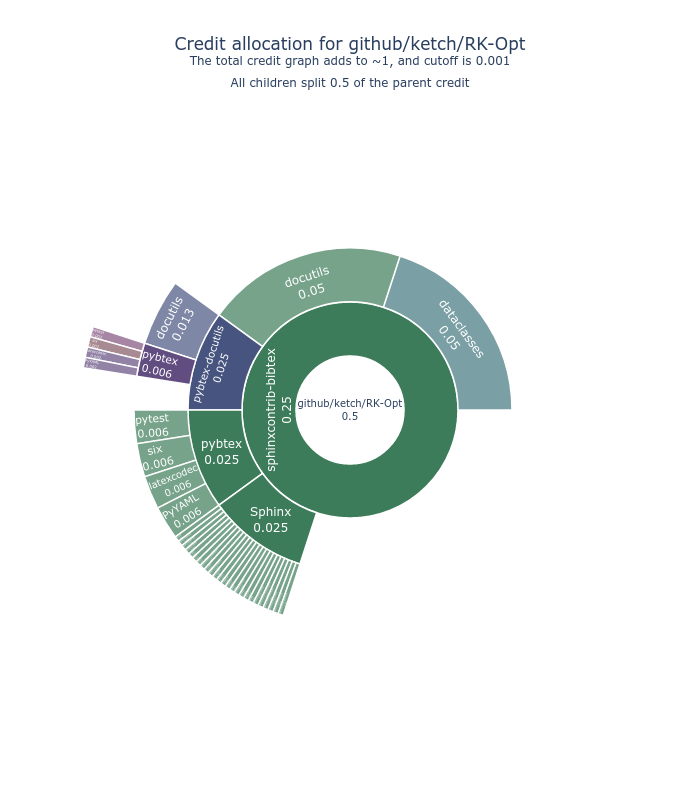 Credit allocation for github/ketch/RK-Opt
The total credit graph adds to ~1, and cutoff is 0.001
All children split 0.5 of the parent credit
docutils
0.05
dataclasses
0.05
docutils
0.013
pybtex-docutils
0.025
pybtex
0.006
sphinxcontrib-bibtex
0.25
github/ketch/RK-Opt
0.5
pytest
0.006
six
0.006
latexcodec
0.006
PyYAML
0.006
pybtex
0.025
Sphinx
0.025